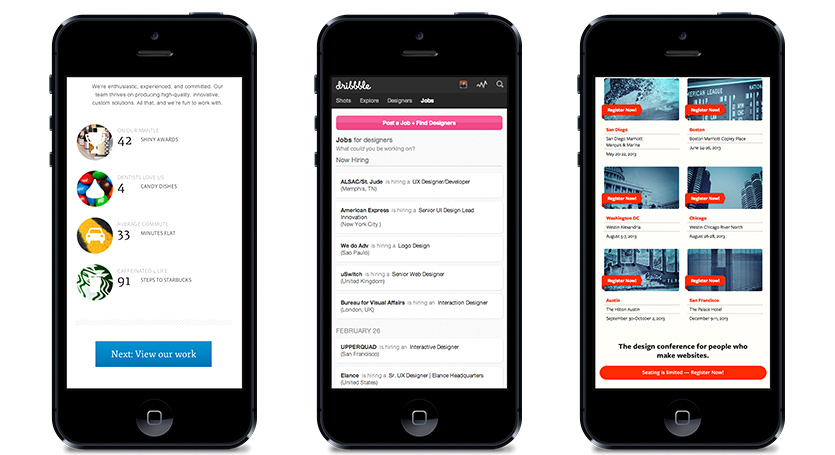 We're enthusiastic, experienced, and committed. Our
team thrives on producing high-quality, innovative,
custom solutions. All that, and we're fun to work with.
ON OUR MANTLE
42 SHINY AWARDS
DENTISTS LOVE US
4 CANDY DISHES
AVERAGE COMMUTE
33 MINUTES FLAT
CAFFEINATED 4 LIFE
91 STEPS TO STARBUCKS
Next: View our work
dribbble
Shots Explore Designers Jobs
Post a Job + Find Designers
Jobs for designers
What could you be working on?
Now Hiring
ALSAC/St. Jude is hiring a UX Designer/Developer
(Memphis, TN)
American Express is hiring a Senior UI Design Lead
Innovation
(New York City.)
We do Adv is hiring a Logo Design
(Sao Paulo)
uSwitch is hiring a Senior Web Designer
(United Kingdom)
Bureau for Visual Affairs is hiring an Interaction Designer
(London, UK)
FEBRUARY 26
UPPERQUAD is hiring an Interactive Designer
(San Francisco)
Elance is hiring a Sr. UX Designer | Elance Headquarters
(United States)
Register Now!
San Diego
San Diego Marriott
Marquis & Marina
May 20-22, 2013
AMERICAN LEAGUE
Register Now!
Boston
Boston Marriott Copley Place
June 24-26, 2013
Register Now!
Washington DC
Westin Alexandria
August 5-7, 2013
Register Now!
Chicago
Westin Chicago River North
August 26-28, 2013
Register Now!
Austin
The Hilton Austin
September 30-October 2, 2013
Register Now!
San Francisco
The Palace Hotel
December 9-11, 2013
The design conference for people who
make websites.
Seating is limited — Register Now!